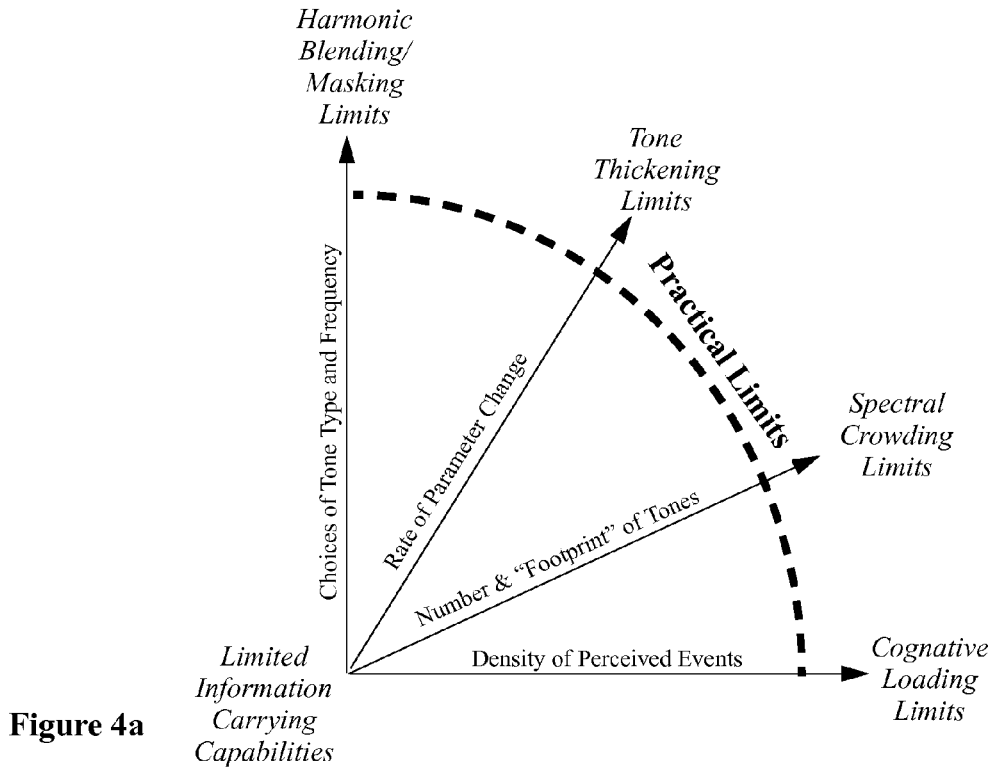 Harmonic
Blending/
Masking
Limits
Tone
Thickening
Limits
Practical Limits
Choices of Tone Type and Frequency
Rate of Parameter Change
Spectral
Crowding
Limits
Number & “Footprint” of Tones
Density of Perceived Events
Cognative
Loading
Limits
Limited
Information
Carrying
Capabilities
Figure 4a